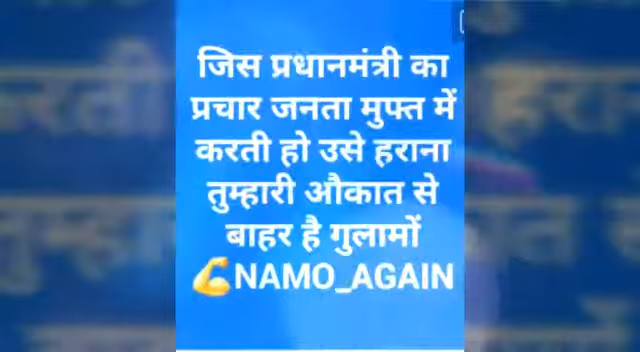 जिस प्रधानमंत्री का
प्रचार जनता मुफ्त में
करती हो उसे हराना
तुम्हारी औकात से
बाहर है गुलामों
💪NAMO_AGAIN